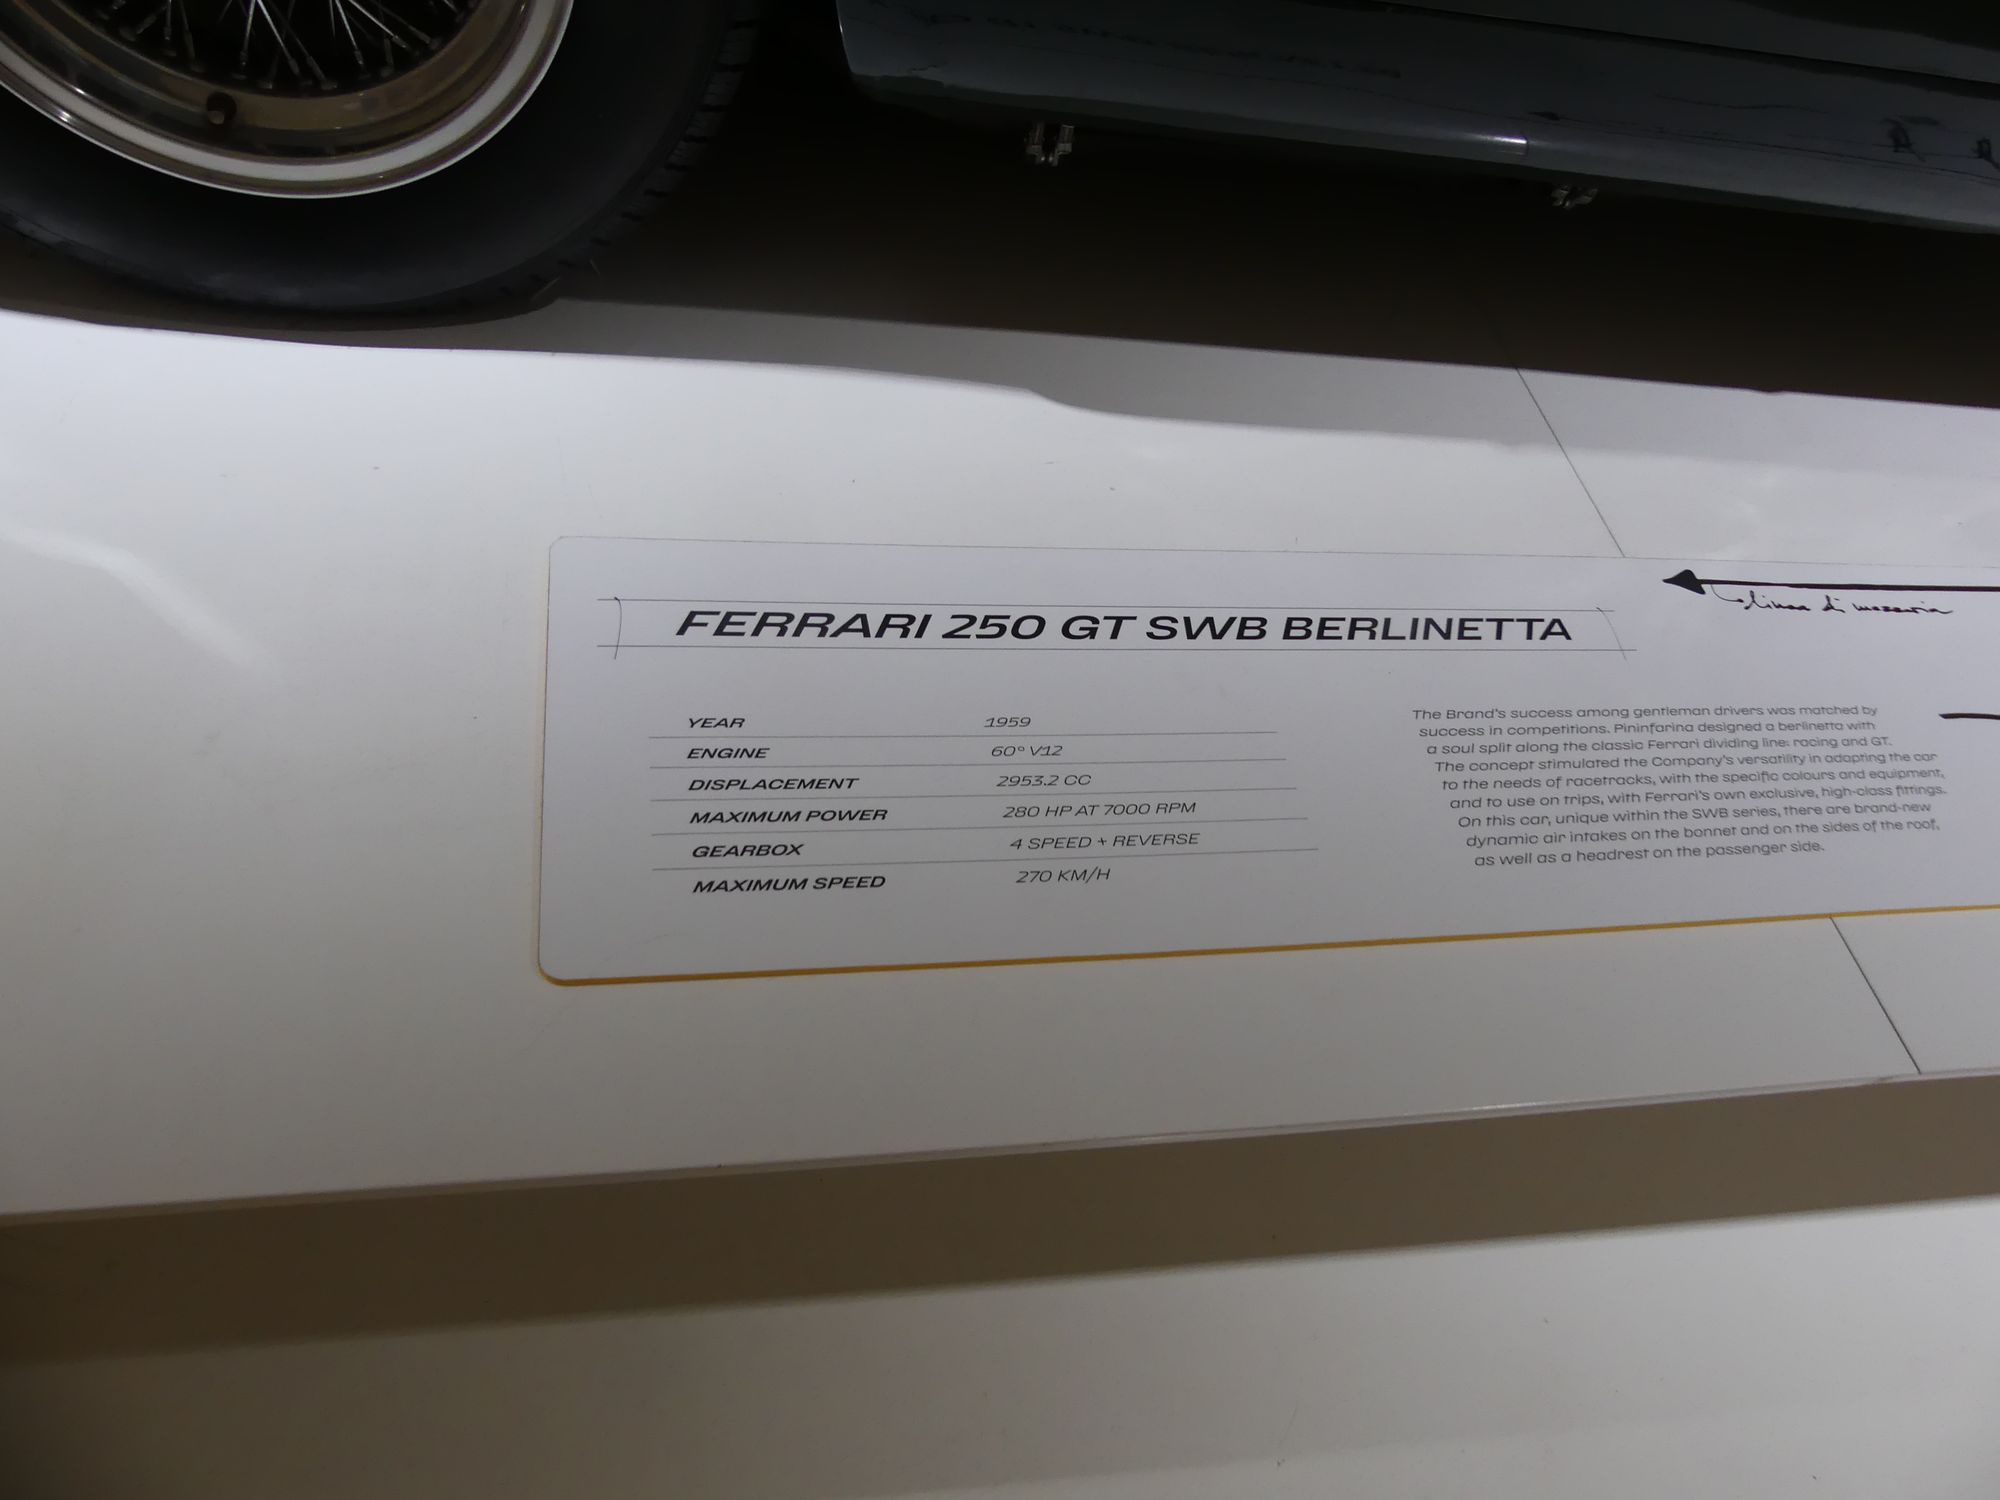 FERRARI 250 GT SWB BERLINETTA
linea di mezzeria
YEAR 1959
ENGINE 60° V12
DISPLACEMENT 2953.2 CC
MAXIMUM POWER 280 HP AT 7000 RPM
GEARBOX 4 SPEED + REVERSE
MAXIMUM SPEED 270 KM/H
The Brand's success among gentleman drivers was matched by
success in competitions. Pininfarina designed a berlinetta with
a soul split along the classic Ferrari dividing line: racing and GT.
The concept stimulated the Company's versatility in adapting the car
to the needs of racetracks, with the specific colours and equipment,
and to use on trips, with Ferrari's own exclusive, high-class fittings.
On this car, unique within the SWB series, there are brand-new
dynamic air intakes on the bonnet and on the sides of the roof,
as well as a headrest on the passenger side.